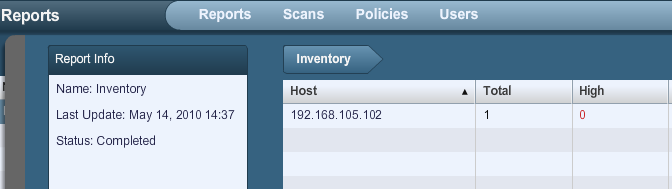 Reports
Reports Scans Policies Users
Report Info
Name: Inventory
Last Update: May 14, 2010 14:37
Status: Completed
Inventory
Host Total High
192.168.105.102 1 0